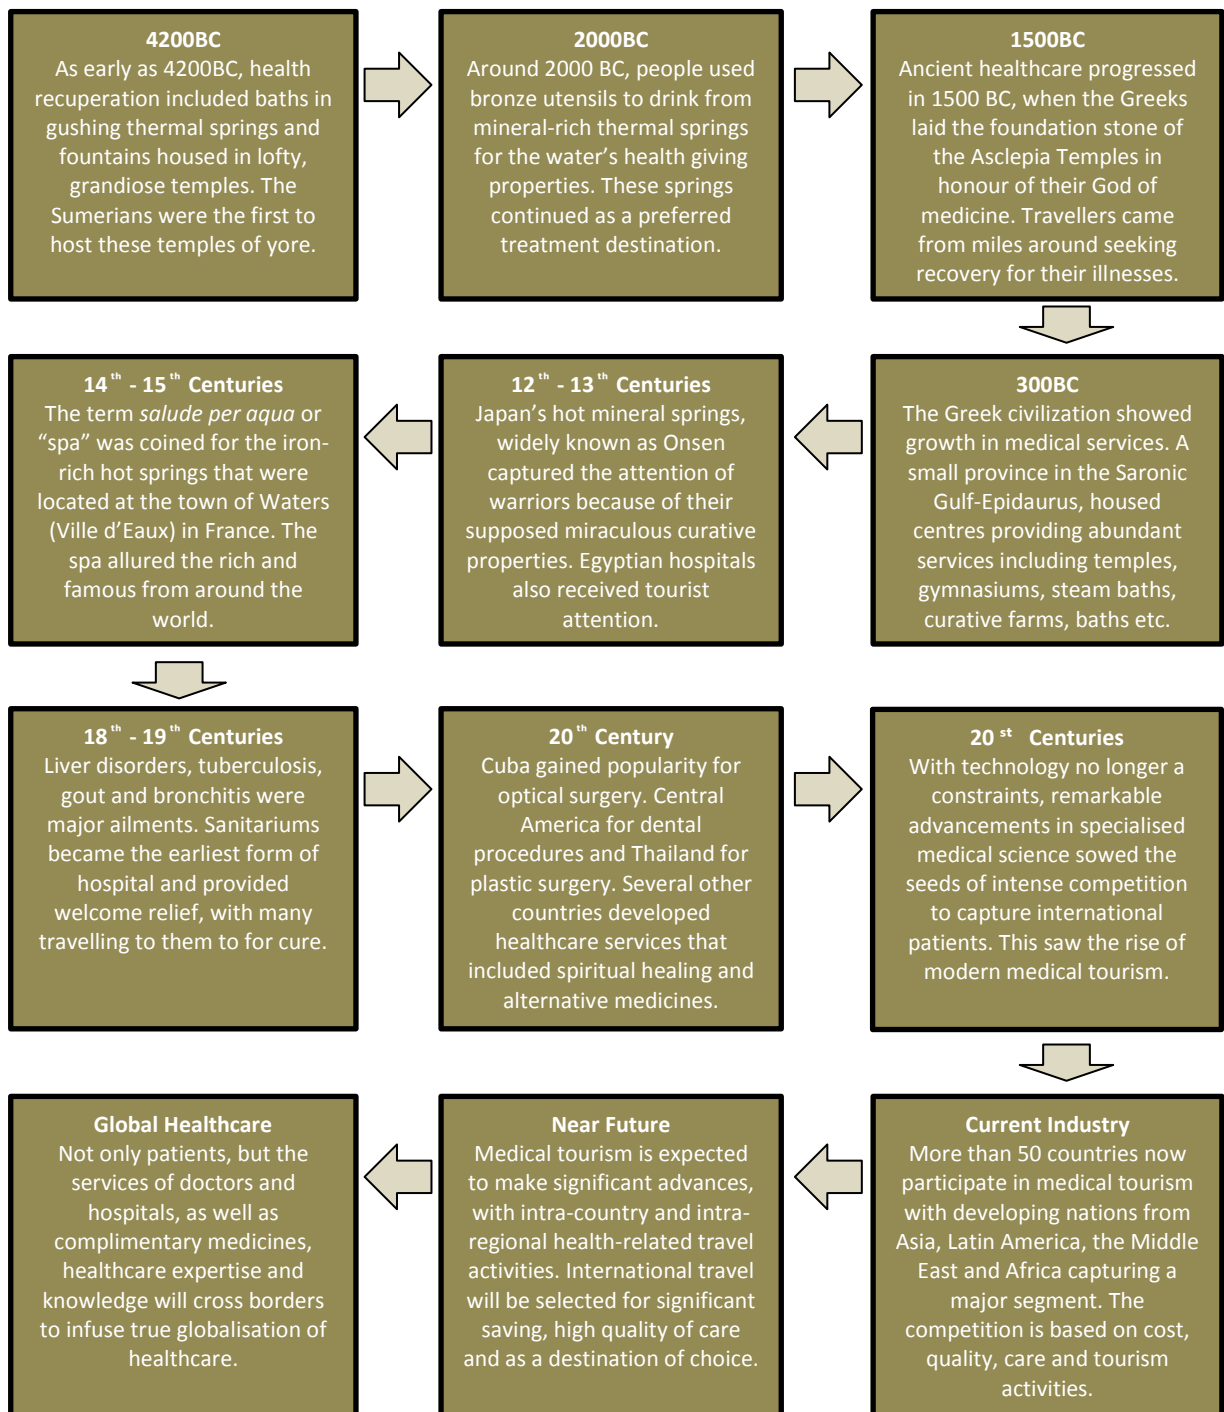 4200BC
As early as 4200BC, health
recuperation included baths in
gushing thermal springs and
fountains housed in lofty,
grandiose temples. The
Sumerians were the first to
host these temples of yore.
2000BC
Around 2000 BC, people used
bronze utensils to drink from
mineral-rich thermal springs
for the water’s health giving
properties. These springs
continued as a preferred
treatment destination.
1500BC
Ancient healthcare progressed
in 1500 BC, when the Greeks
laid the foundation stone of
the Asclepia Temples in
honour of their God of
medicine. Travellers came
from miles around seeking
recovery for their illnesses.
300BC
The Greek civilization showed
growth in medical services. A
small province in the Saronic
Gulf-Epidaurus, housed
centres providing abundant
services including temples,
gymnasiums, steam baths,
curative farms, baths etc.
12th - 13th Centuries
Japan’s hot mineral springs,
widely known as Onsen
captured the attention of
warriors because of their
supposed miraculous curative
properties. Egyptian hospitals
also received tourist
attention.
14th - 15th Centuries
The term salude per aqua or
“spa” was coined for the iron-
rich hot springs that were
located at the town of Waters
(Ville d’Eaux) in France. The
spa allured the rich and
famous from around the
world.
18th - 19th Centuries
Liver disorders, tuberculosis,
gout and bronchitis were
major ailments. Sanitariums
became the earliest form of
hospital and provided
welcome relief, with many
travelling to them to for cure.
20th Century
Cuba gained popularity for
optical surgery. Central
America for dental
procedures and Thailand for
plastic surgery. Several other
countries developed
healthcare services that
included spiritual healing and
alternative medicines.
20st Centuries
With technology no longer a
constraints, remarkable
advancements in specialised
medical science sowed the
seeds of intense competition
to capture international
patients. This saw the rise of
modern medical tourism.
Current Industry
More than 50 countries now
participate in medical tourism
with developing nations from
Asia, Latin America, the Middle
East and Africa capturing a
major segment. The
competition is based on cost,
quality, care and tourism
activities.
Near Future
Medical tourism is expected
to make significant advances,
with intra-country and intra-
regional health-related travel
activities. International travel
will be selected for significant
saving, high quality of care
and as a destination of choice.
Global Healthcare
Not only patients, but the
services of doctors and
hospitals, as well as
complimentary medicines,
healthcare expertise and
knowledge will cross borders
to infuse true globalisation of
healthcare.